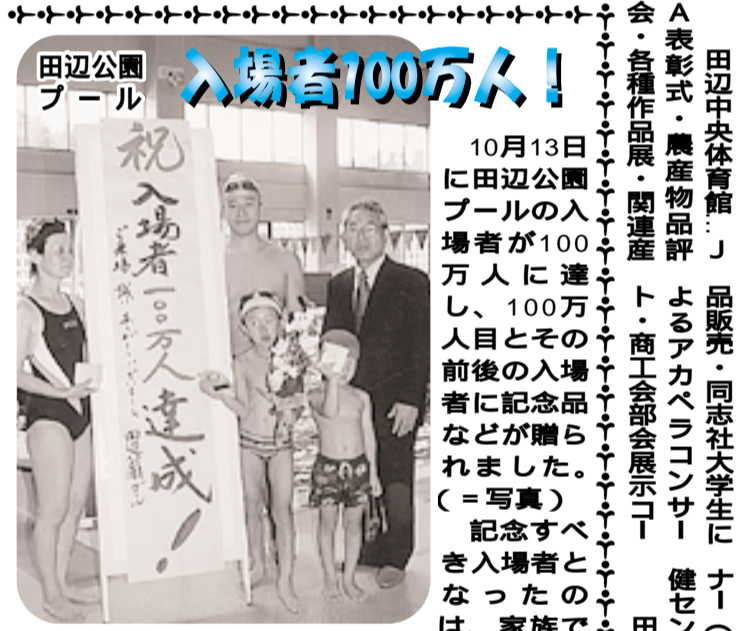 田辺公園
プール
入場者100万人！
祝
入場者一〇〇万人達成！
10月13日
に田辺公園
プールの入
場者が100
万人に達
し、100万
人目とその
前後の入場
者に記念品
などが贈ら
れました。
(＝写真)
記念すべ
き入場者と
なったの
は、家族で
田辺中央体育館…J
A表彰式・農産物品評
会・各種作品展・関連産
品販売・同志社大学生に
よるアカペラコンサー
ト・商工会部会展示コー
ナー（
健セン
田